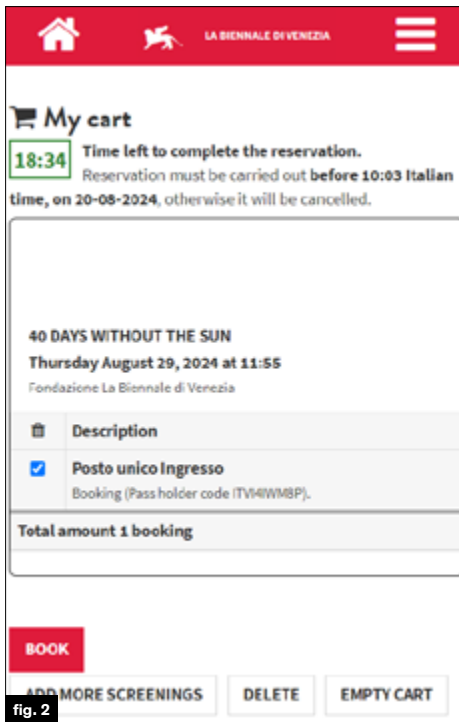 LA BIENNALE DI VENEZIA
My cart
18:34
Time left to complete the reservation.
Reservation must be carried out before 10:03 Italian
time, on 20-08-2024, otherwise it will be cancelled.
40 DAYS WITHOUT THE SUN
Thursday August 29, 2024 at 11:55
Fondazione La Biennale di Venezia
Description
Posto unico Ingresso
Booking (Pass holder code ITVI4IWM8P).
Total amount 1 booking
BOOK
ADD MORE SCREENINGS
DELETE
EMPTY CART
fig. 2